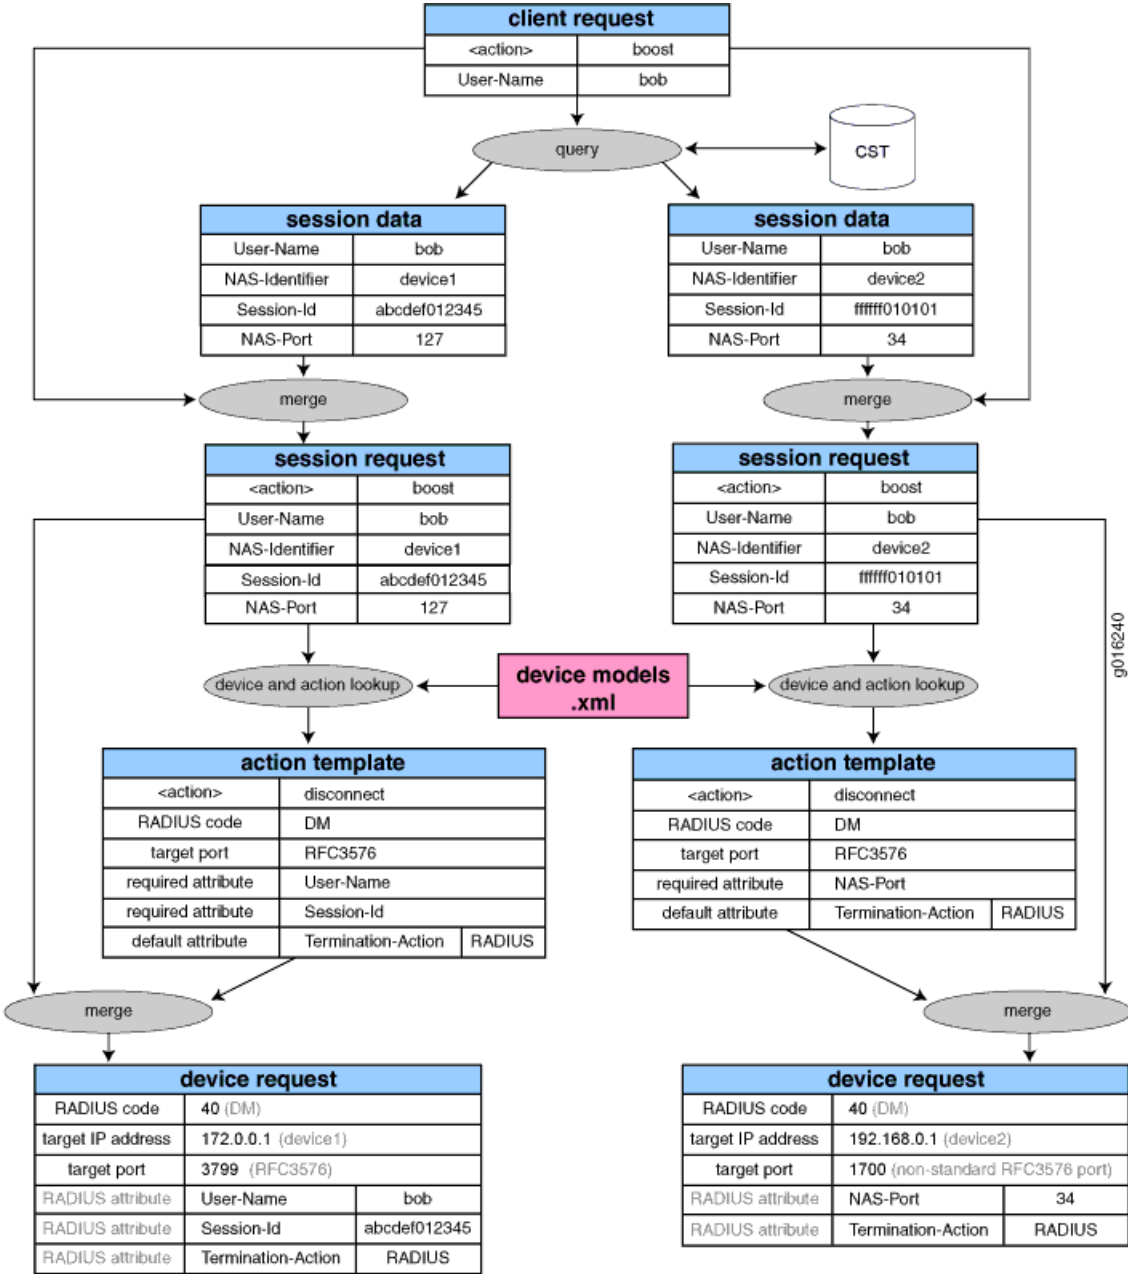 client request
<action> boost
User-Name bob
query
CST
session data
User-Name bob
NAS-Identifier device1
Session-Id abcdef012345
NAS-Port 127
session data
User-Name bob
NAS-Identifier device2
Session-Id ffffff010101
NAS-Port 34
merge
merge
session request
<action> boost
User-Name bob
NAS-Identifier device1
Session-Id abcdef012345
NAS-Port 127
session request
<action> boost
User-Name bob
NAS-Identifier device2
Session-Id ffffff010101
NAS-Port 34
g016240
device and action lookup
device models
.xml
device and action lookup
action template
<action> disconnect
RADIUS code DM
target port RFC3576
required attribute User-Name
required attribute Session-Id
default attribute Termination-Action RADIUS
action template
<action> disconnect
RADIUS code DM
target port RFC3576
required attribute NAS-Port
default attribute Termination-Action RADIUS
merge
merge
device request
RADIUS code 40 (DM)
target IP address 172.0.0.1 (device1)
target port 3799 (RFC3576)
RADIUS attribute User-Name bob
RADIUS attribute Session-Id abcdef012345
RADIUS attribute Termination-Action RADIUS
device request
RADIUS code 40 (DM)
target IP address 192.168.0.1 (device2)
target port 1700 (non-standard RFC3576 port)
RADIUS attribute NAS-Port 34
RADIUS attribute Termination-Action RADIUS